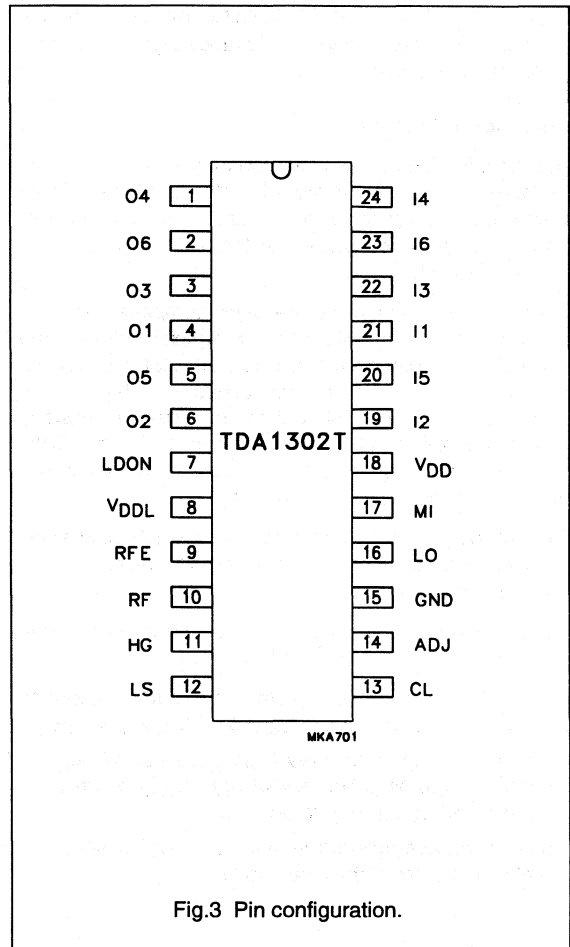 O4 1 24 I4
O6 2 23 I6
O3 3 22 I3
O1 4 21 I1
O5 5 20 I5
O2 6 19 I2
TDA1302T
LDON 7 18 VDD
VDDL 8 17 MI
RFE 9 16 LO
RF 10 15 GND
HG 11 14 ADJ
LS 12 13 CL
MKA701
Fig.3 Pin configuration.